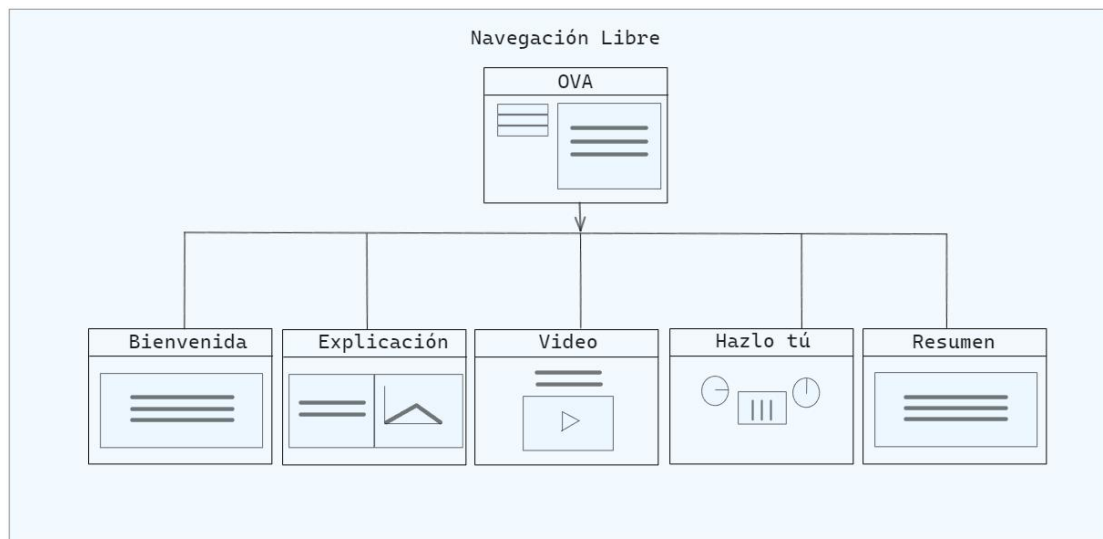 Navegación Libre
OVA
Bienvenida
Explicación
Video
Hazlo tú
Resumen